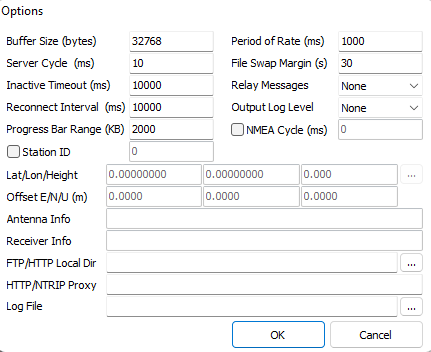 Options
Buffer Size (bytes) 32768 Period of Rate (ms) 1000
Server Cycle (ms) 10 File Swap Margin (s) 30
Inactive Timeout (ms) 10000 Relay Messages None
Reconnect Interval (ms) 10000 Output Log Level None
Progress Bar Range (KB) 2000 NMEA Cycle (ms) 0
Station ID 0
Lat/Lon/Height 0.00000000 0.00000000 0.000 ...
Offset E/N/U (m) 0.0000 0.0000 0.0000
Antenna Info
Receiver Info
FTP/HTTP Local Dir ...
HTTP/NTRIP Proxy
Log File ...
OK Cancel